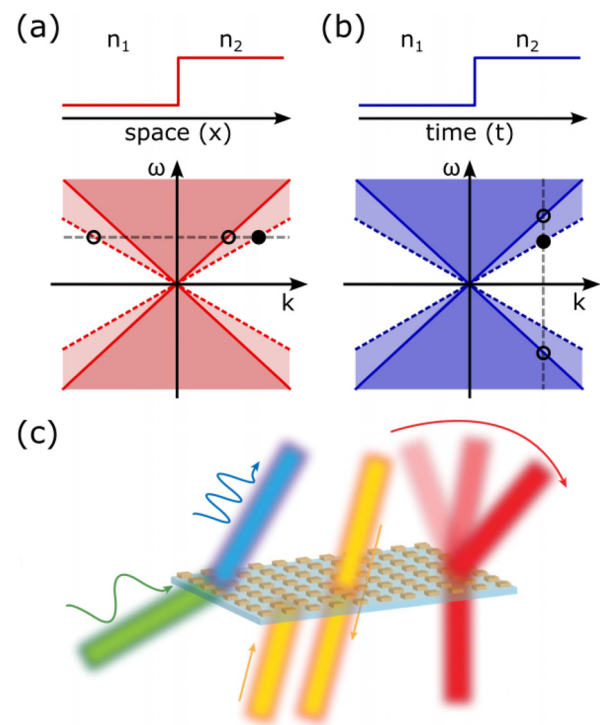 (a)
n₁ n₂
space (x)
ω
k
(b)
n₁ n₂
time (t)
ω
k
(c)